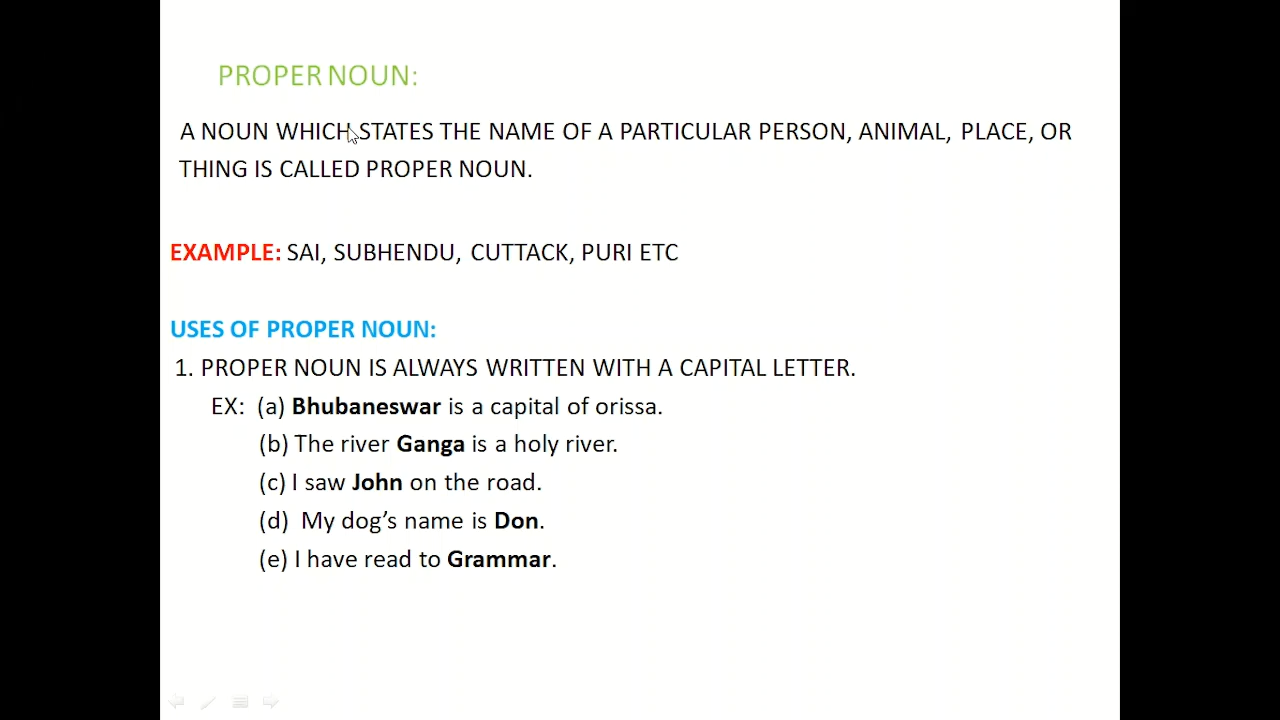 PROPER NOUN:
A NOUN WHICH STATES THE NAME OF A PARTICULAR PERSON, ANIMAL, PLACE, OR
THING IS CALLED PROPER NOUN.
EXAMPLE: SAI, SUBHENDU, CUTTACK, PURI ETC
USES OF PROPER NOUN:
1. PROPER NOUN IS ALWAYS WRITTEN WITH A CAPITAL LETTER.
EX: (a) Bhubaneswar is a capital of orissa.
(b) The river Ganga is a holy river.
(c) I saw John on the road.
(d) My dog’s name is Don.
(e) I have read to Grammar.